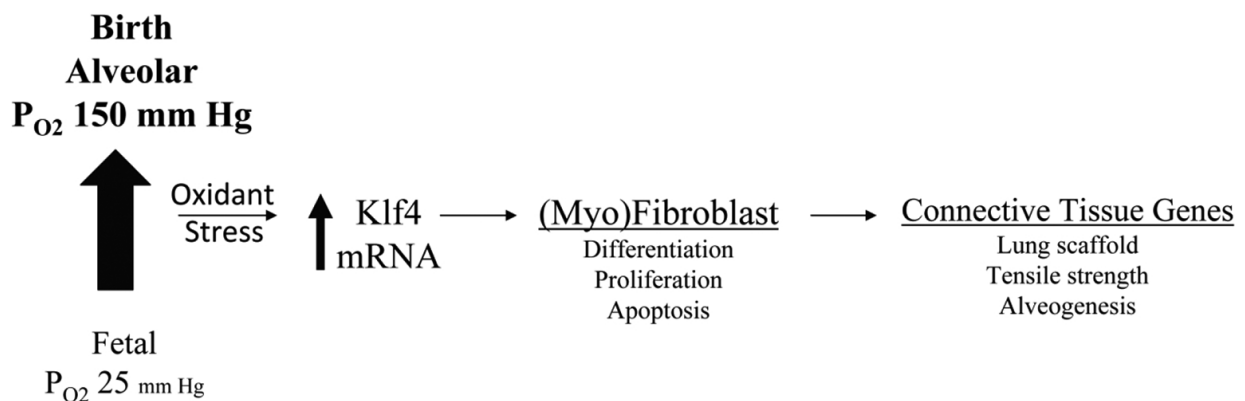 Birth
Alveolar
PO2 150 mm Hg
Oxidant
Stress
Klf4
mRNA
(Myo)Fibroblast
Differentiation
Proliferation
Apoptosis
Connective Tissue Genes
Lung scaffold
Tensile strength
Alveogenesis
Fetal
PO2 25 mm Hg